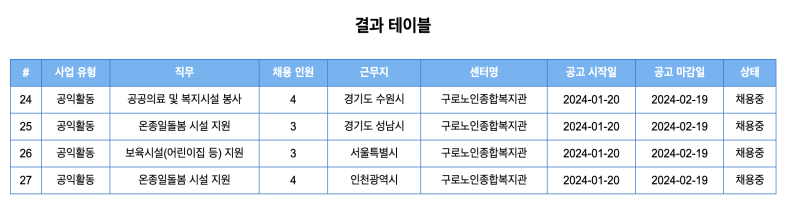 결과 테이블
# 사업 유형 직무 채용 인원 근무지 센터명 공고 시작일 공고 마감일 상태
24 공익활동 공공의료 및 복지시설 봉사 4 경기도 수원시 구로노인종합복지관 2024-01-20 2024-02-19 채용중
25 공익활동 온종일돌봄 시설 지원 3 경기도 성남시 구로노인종합복지관 2024-01-20 2024-02-19 채용중
26 공익활동 보육시설(어린이집 등) 지원 3 서울특별시 구로노인종합복지관 2024-01-20 2024-02-19 채용중
27 공익활동 온종일돌봄 시설 지원 4 인천광역시 구로노인종합복지관 2024-01-20 2024-02-19 채용중